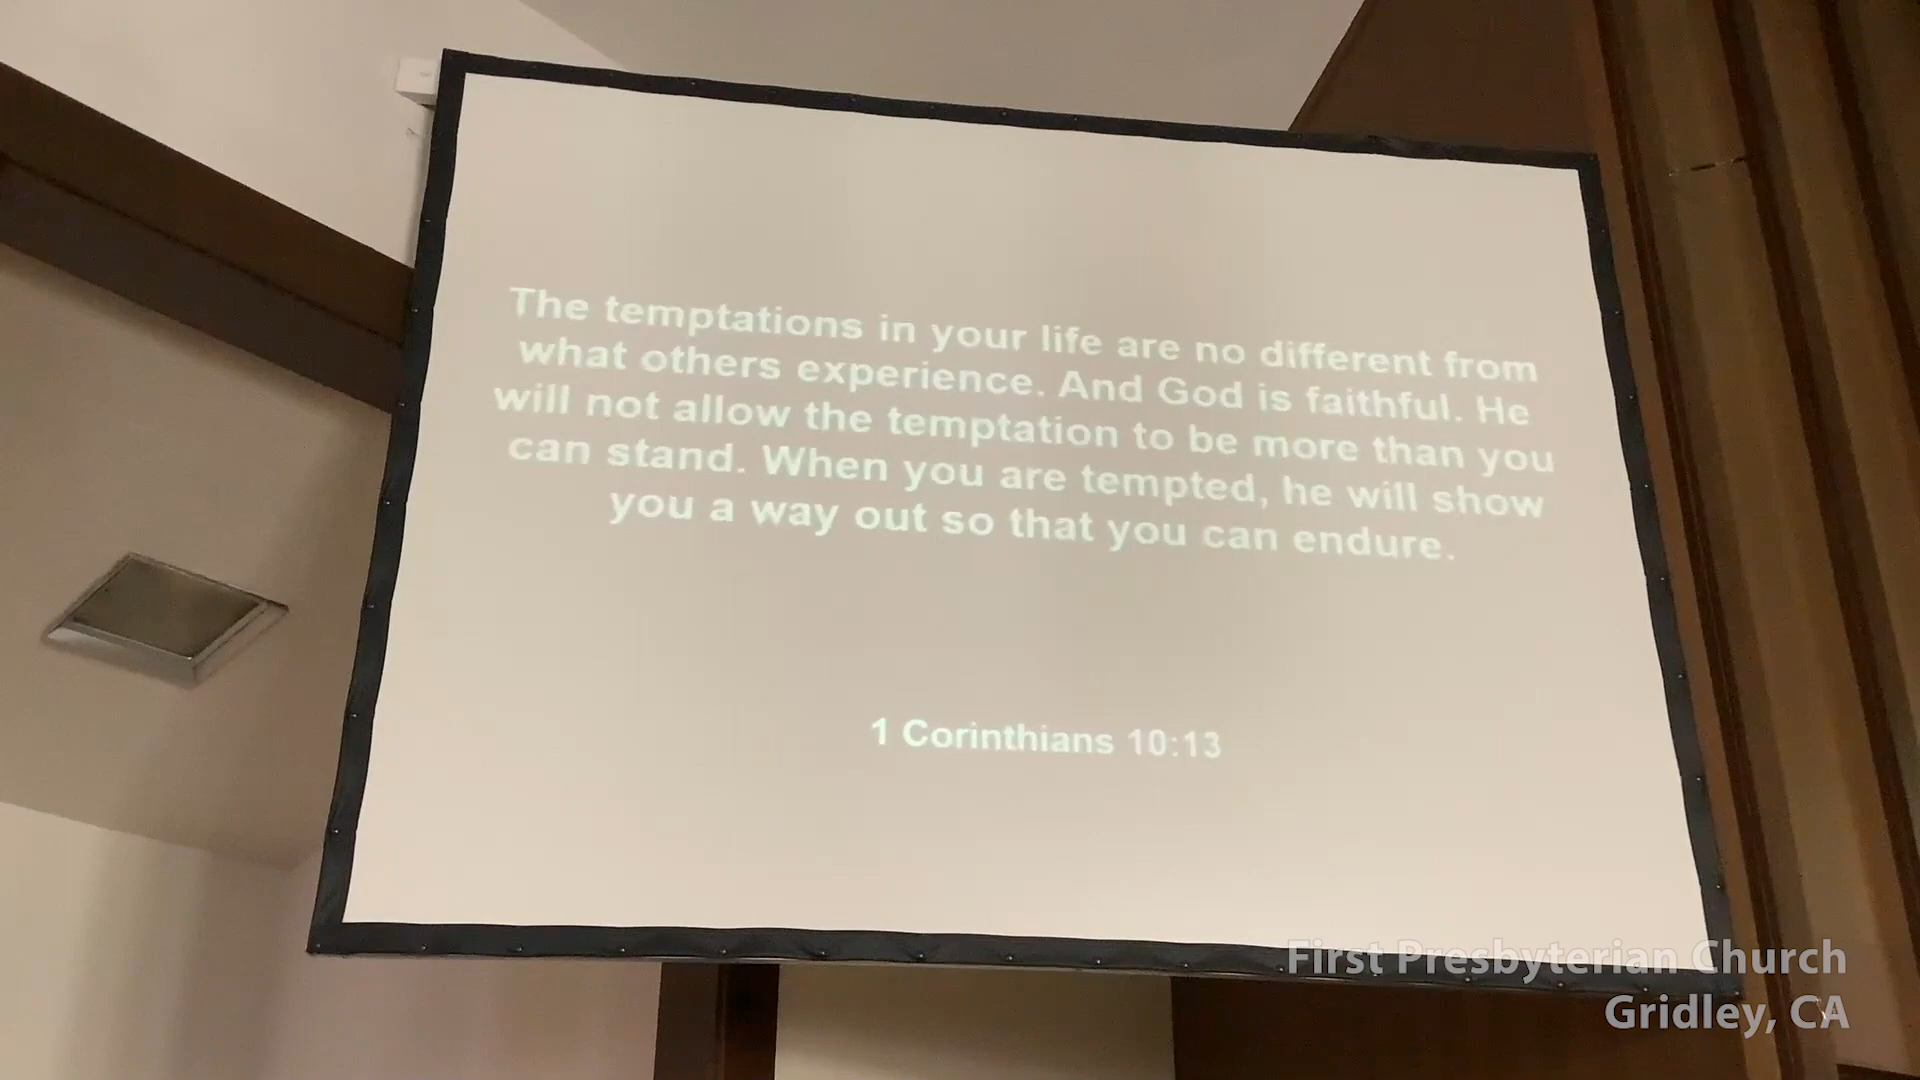 The temptations in your life are no different from
what others experience. And God is faithful. He
will not allow the temptation to be more than you
can stand. When you are tempted, he will show
you a way out so that you can endure.
1 Corinthians 10:13
First Presbyterian Church
Gridley, CA